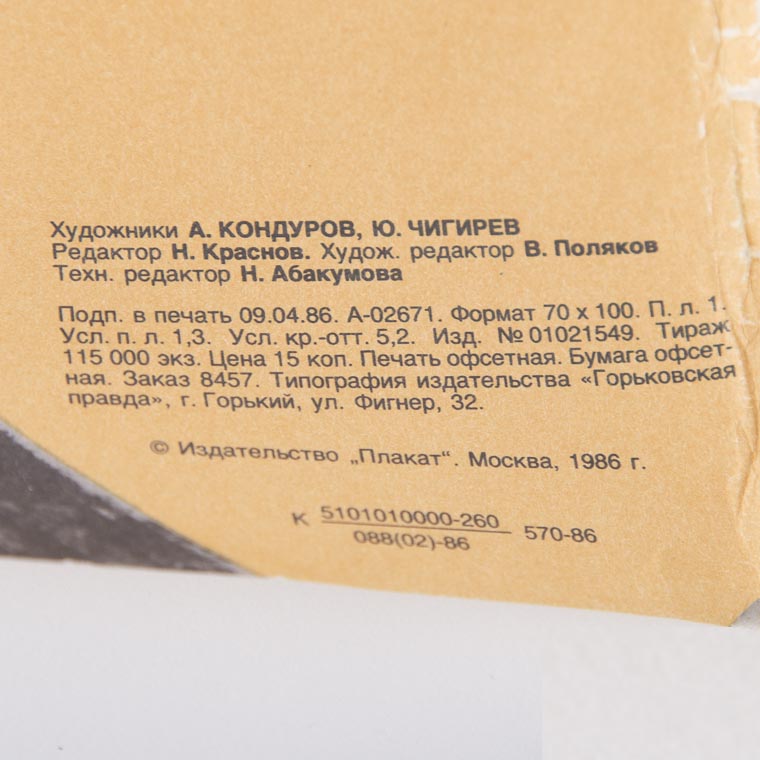 Художники А. КОНДУРОВ, Ю. ЧИГИРЕВ
Редактор Н. Краснов. Худож. редактор В. Поляков
Техн. редактор Н. Абакумова
Подп. в печать 09.04.86. А-02671. Формат 70 х 100. П. л. 1.
Усл. п. л. 1,3. Усл. кр.-отт. 5,2. Изд. № 01021549. Тираж
115 000 экз. Цена 15 коп. Печать офсетная. Бумага офсет-
ная. Заказ 8457. Типография издательства «Горьковская
правда», г. Горький, ул. Фигнер, 32.
© Издательство „Плакат“. Москва, 1986 г.
К 5101010000-260 570-86
088(02)-86